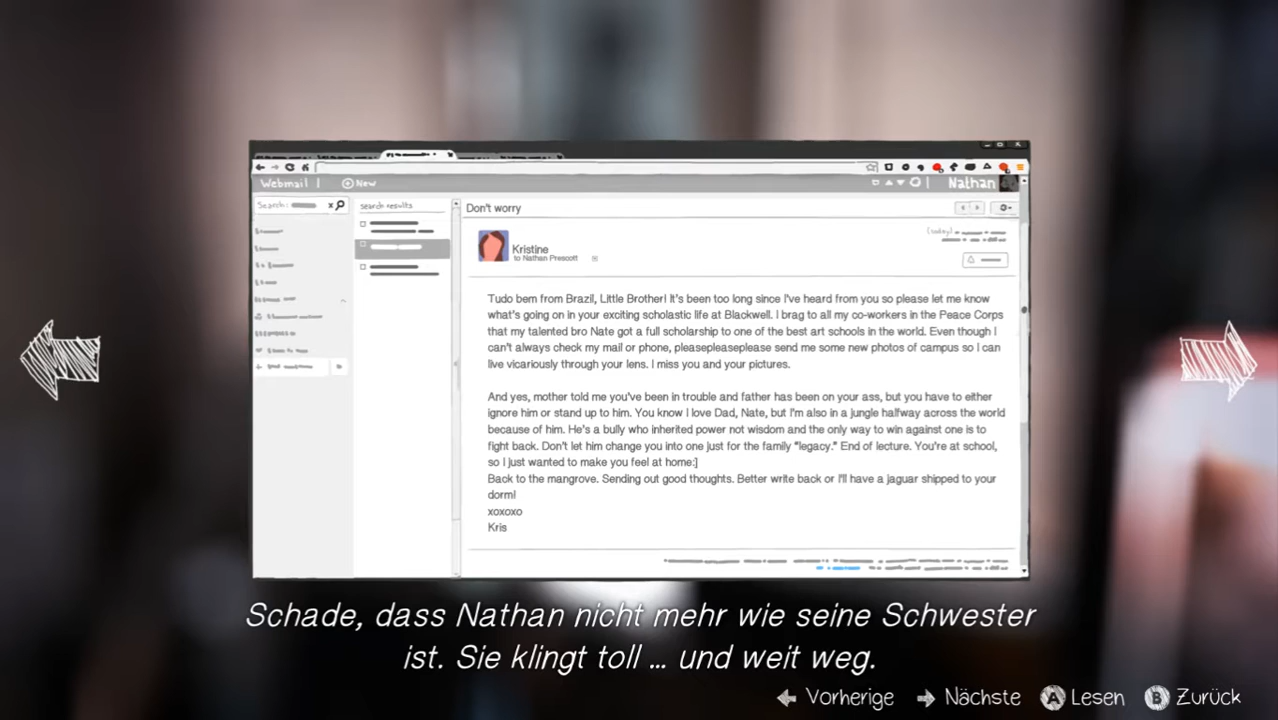 Webmail | New
Nathan
Search:
search results
Don't worry
(today)
Kristine
to Nathan Prescott
Tudo bem from Brazil, Little Brother! It's been too long since I've heard from you so please let me know
what's going on in your exciting scholastic life at Blackwell. I brag to all my co-workers in the Peace Corps
that my talented bro Nate got a full scholarship to one of the best art schools in the world. Even though I
can't always check my mail or phone, pleasepleaseplease send me some new photos of campus so I can
live vicariously through your lens. I miss you and your pictures.
And yes, mother told me you've been in trouble and father has been on your ass, but you have to either
ignore him or stand up to him. You know I love Dad, Nate, but I'm also in a jungle halfway across the world
because of him. He's a bully who inherited power not wisdom and the only way to win against one is to
fight back. Don't let him change you into one just for the family "legacy." End of lecture. You're at school,
so I just wanted to make you feel at home:]
Back to the mangrove. Sending out good thoughts. Better write back or I'll have a jaguar shipped to your
dorm!
xoxoxo
Kris
Schade, dass Nathan nicht mehr wie seine Schwester
ist. Sie klingt toll ... und weit weg.
Vorherige Nächste A Lesen B Zurück